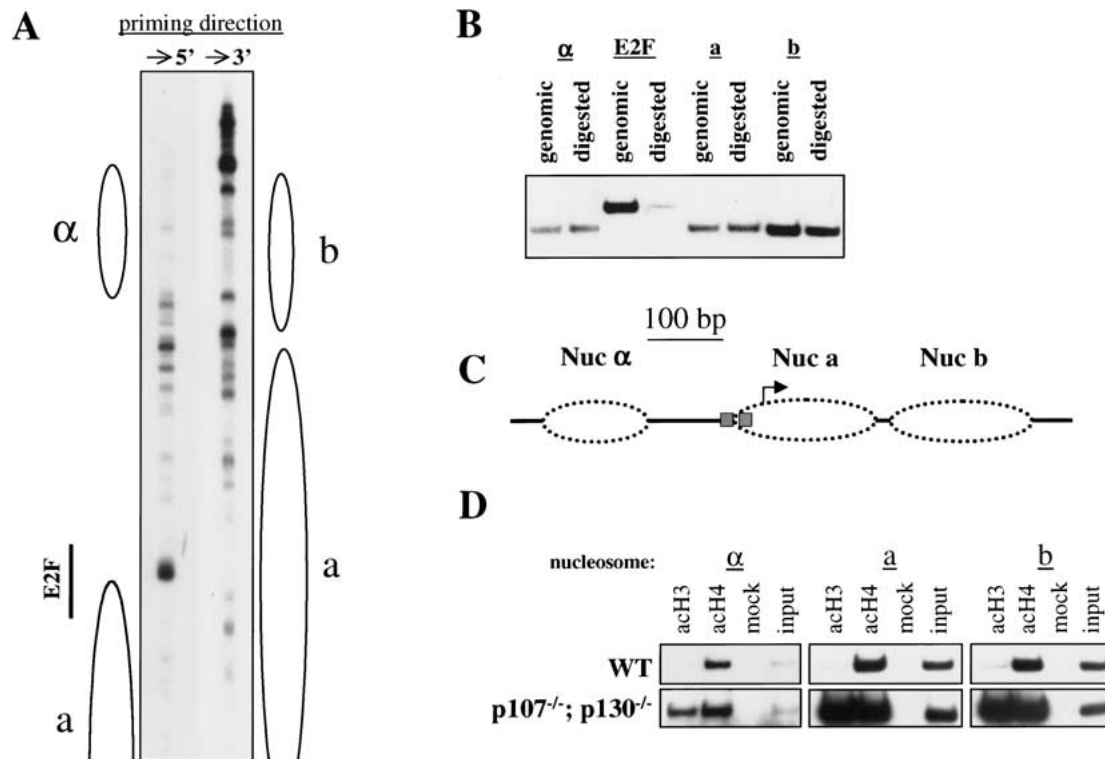 A
priming direction
→5' →3'
α
b
E2F
a
a
B
α E2F a b
genomic digested genomic digested genomic digested genomic digested
100 bp
C
Nuc α Nuc a Nuc b
D
nucleosome: α a b
acH3 acH4 mock input acH3 acH4 mock input acH3 acH4 mock input
WT
p107-/-; p130-/-